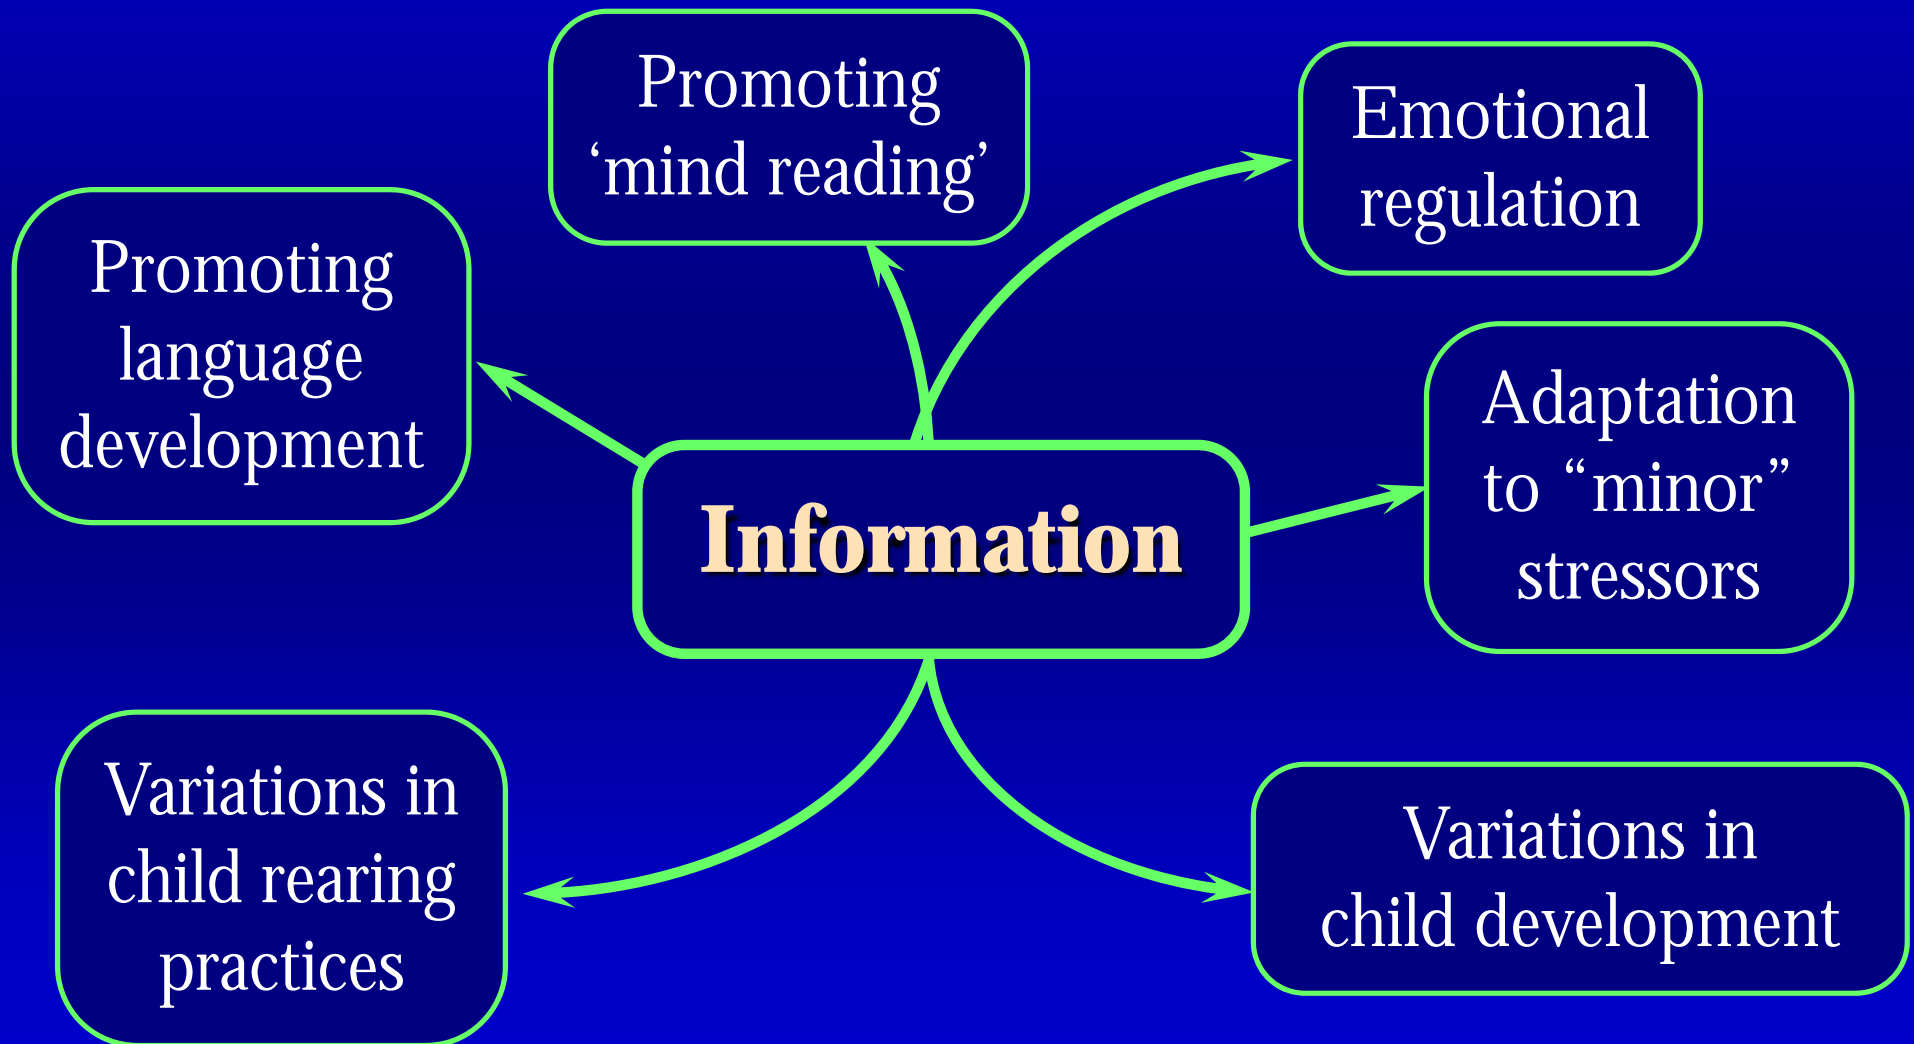 Promoting
‘mind reading’
Emotional
regulation
Promoting
language
development
Adaptation
to “minor”
stressors
Information
Variations in
child rearing
practices
Variations in
child development